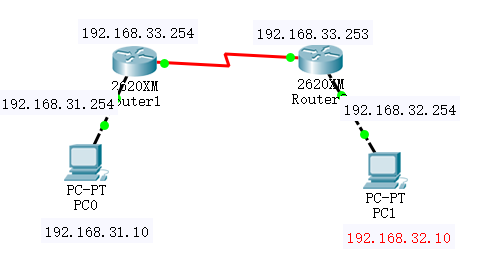 192.168.33.254
192.168.33.253
2620XM
2620XM
Router
192.168.31.254
192.168.32.254
PC-PT
PC0
PC-PT
PC1
192.168.31.10
192.168.32.10